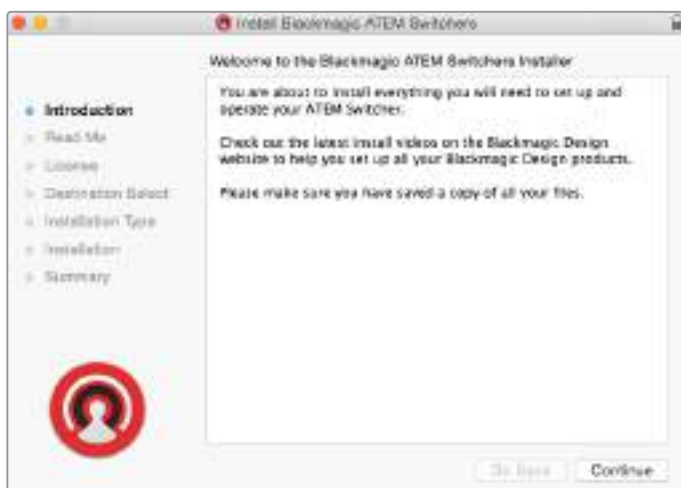 Install Blackmagic ATEM Switchers
Welcome to the Blackmagic ATEM Switchers Installer
Introduction
Read Me
License
Destination Select
Installation Type
Installation
Summary
You are about to install everything you will need to set up and
operate your ATEM Switcher.
Check out the latest install videos on the Blackmagic Design
website to help you set up all your Blackmagic Design products.
Please make sure you have saved a copy of all your files.
Go Back
Continue